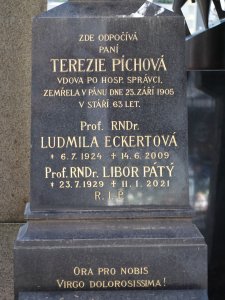 ZDE ODPOČÍVÁ
PANÍ
TEREZIE PÍCHOVÁ
VDOVA PO HOSP. SPRÁVCI,
ZEMŘELA V PÁNU DNE 23. ZÁŘÍ 1905
V STÁŘÍ 63 LET.
Prof. RNDr.
LUDMILA ECKERTOVÁ
* 6.7.1924 † 14.6.2009
Prof. RNDr. LIBOR PÁTÝ
* 23.7.1929 † 11.1.2021
R.I.P.
ORA PRO NOBIS
VIRGO DOLOROSISSIMA!